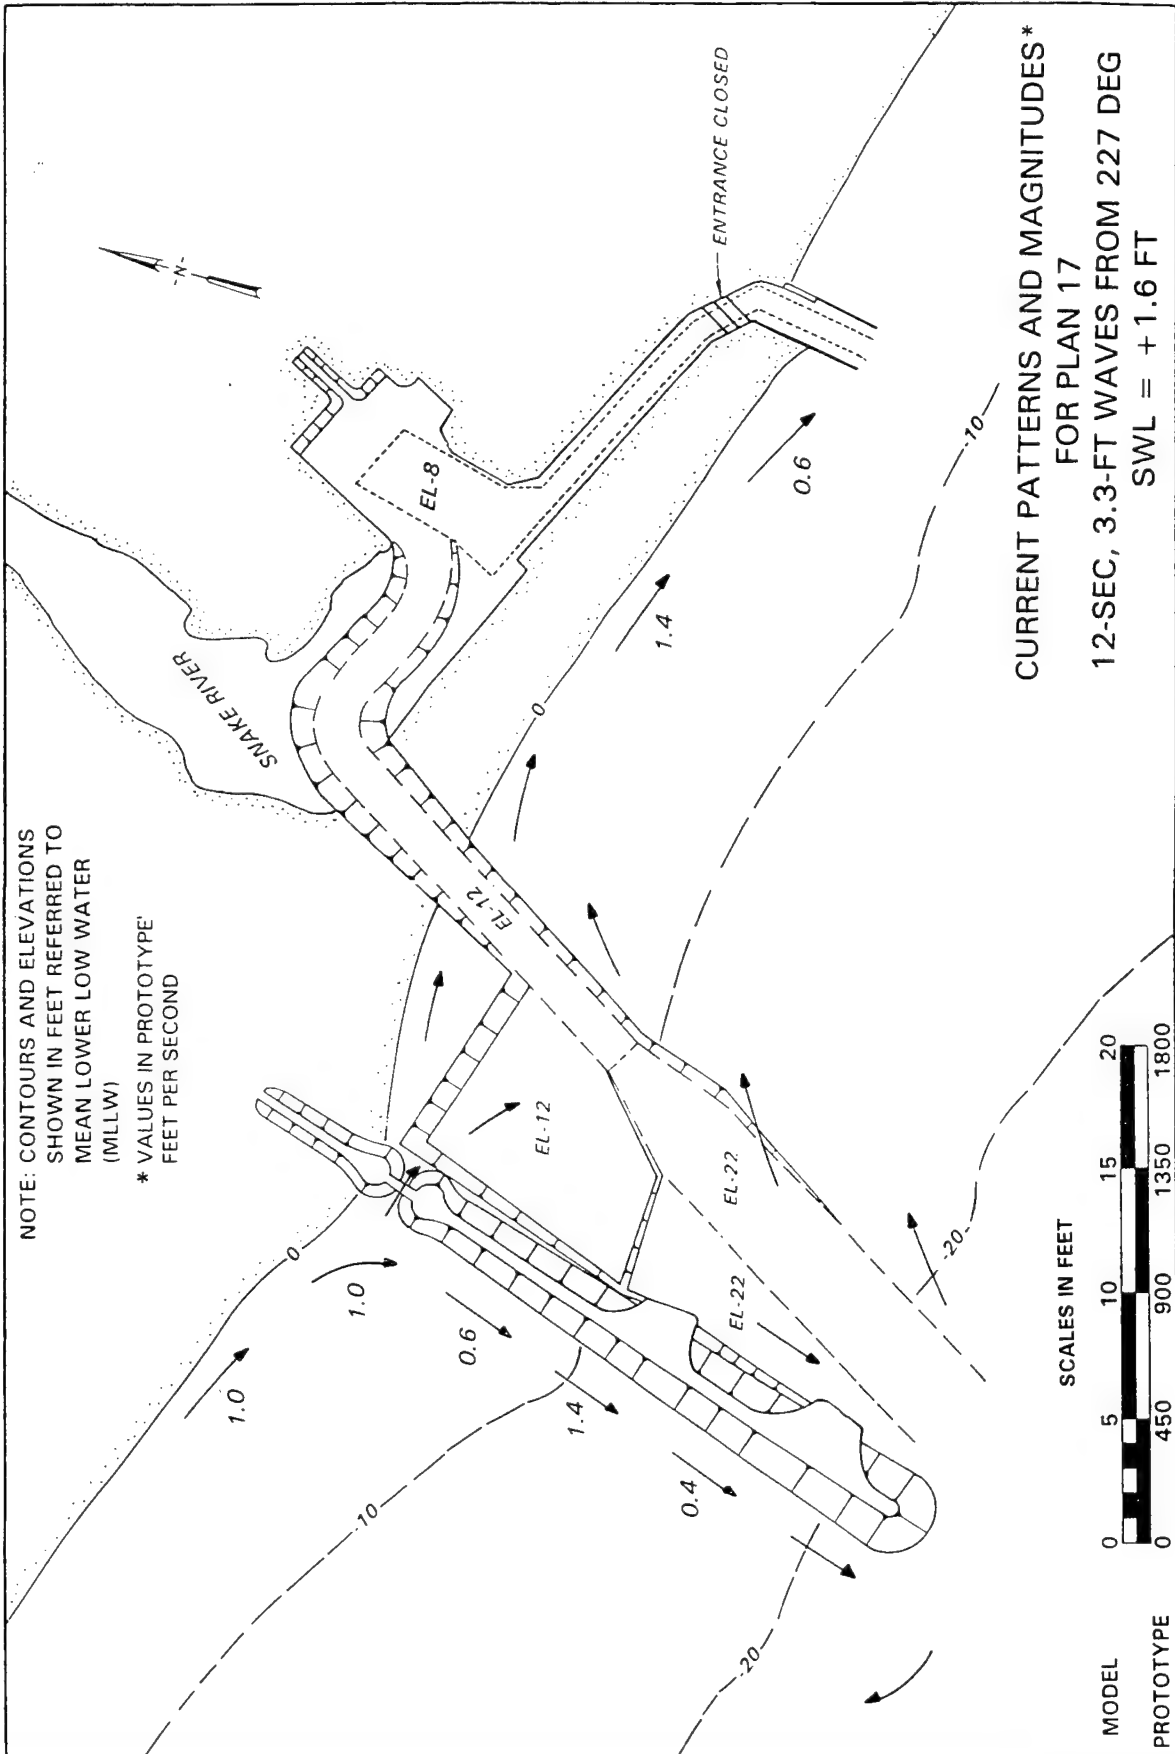 NOTE: CONTOURS AND ELEVATIONS
SHOWN IN FEET REFERRED TO
MEAN LOWER LOW WATER
(MLLW)
* VALUES IN PROTOTYPE'
FEET PER SECOND
SNAKE RIVER
-N-
ENTRANCE CLOSED
EL-8
EL-12
EL-12
EL-22
EL-22
0
0
-10
-10
-20
-20
1.0
1.0
0.6
1.4
0.4
1.4
0.6
SCALES IN FEET
MODEL 0 5 10 15 20
PROTOTYPE 0 450 900 1350 1800
CURRENT PATTERNS AND MAGNITUDES*
FOR PLAN 17
12-SEC, 3.3-FT WAVES FROM 227 DEG
SWL = +1.6 FT